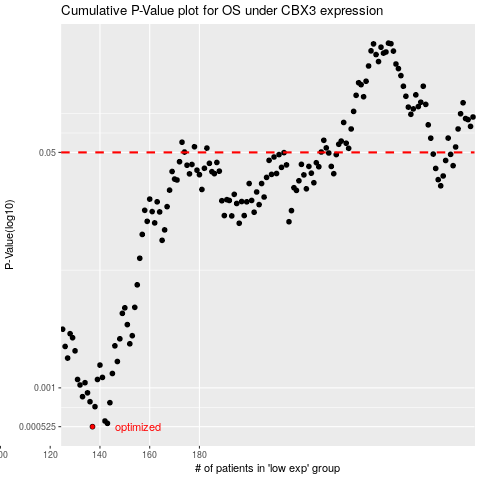 Cumulative P-Value plot for OS under CBX3 expression
P-Value(log10)
0.05
0.001
0.000525
optimized
00 120 140 160 180
# of patients in 'low exp' group